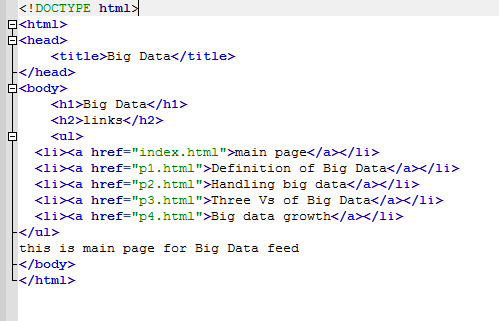 <!DOCTYPE html>
<html>
<head>
    <title>Big Data</title>
</head>
<body>
    <h1>Big Data</h1>
    <h2>links</h2>
    <ul>
  <li><a href="index.html">main page</a></li>
  <li><a href="p1.html">Definition of Big Data</a></li>
  <li><a href="p2.html">Handling big data</a></li>
  <li><a href="p3.html">Three Vs of Big Data</a></li>
  <li><a href="p4.html">Big data growth</a></li>
</ul>
this is main page for Big Data feed
</body>
</html>